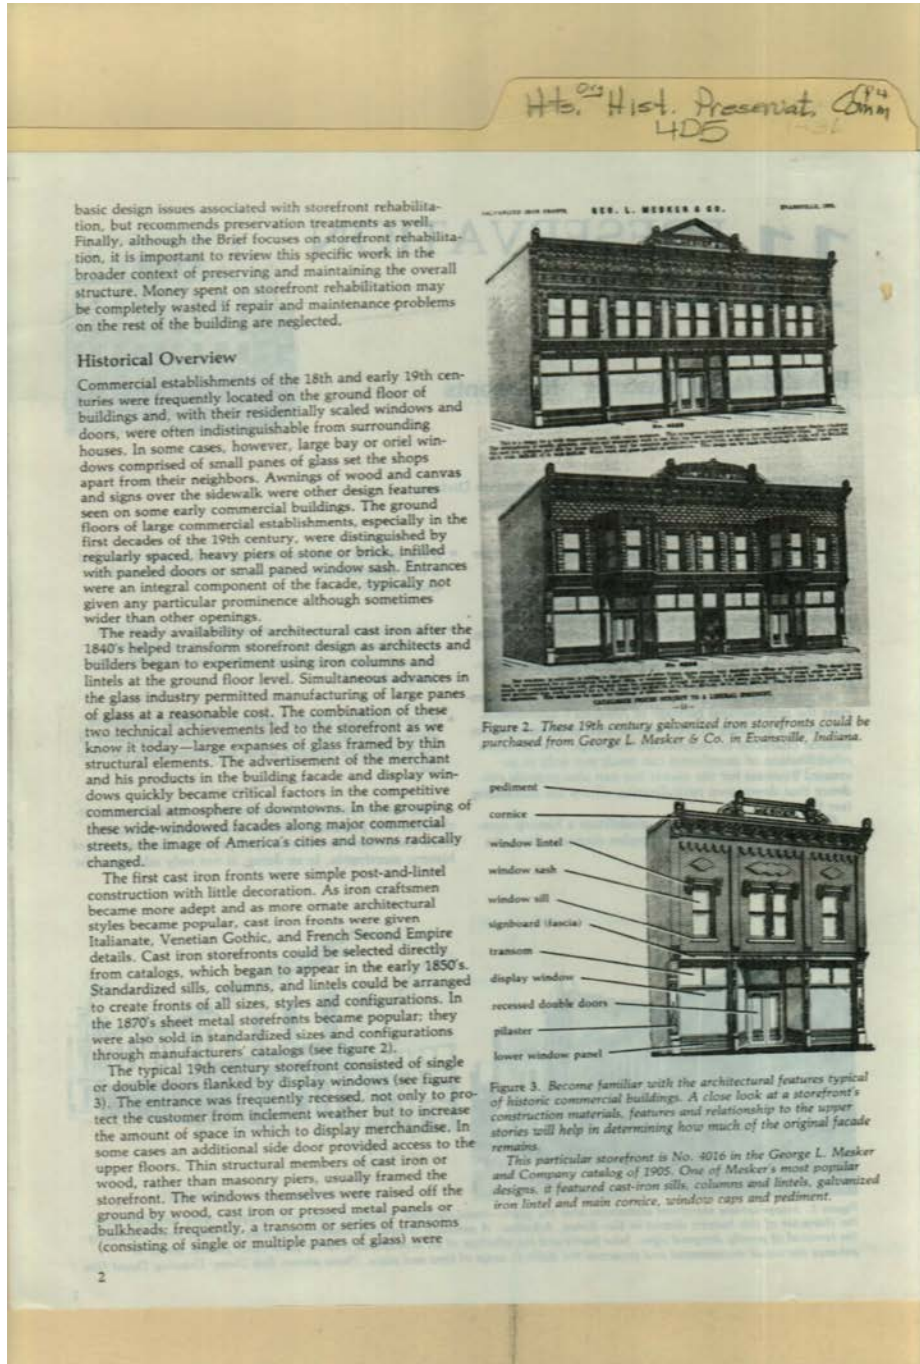 Hts. Org Hist. Preservat. Comm
4D5
basic design issues associated with storefront rehabilita-
tion, but recommends preservation treatments as well.
Finally, although the Brief focuses on storefront rehabilita-
tion, it is important to review this specific work in the
broader context of preserving and maintaining the overall
structure. Money spent on storefront rehabilitation may
be completely wasted if repair and maintenance problems
on the rest of the building are neglected.
Historical Overview
Commercial establishments of the 18th and early 19th cen-
turies were frequently located on the ground floor of
buildings and, with their residentially scaled windows and
doors, were often indistinguishable from surrounding
houses. In some cases, however, large bay or oriel win-
dows comprised of small panes of glass set the shops
apart from their neighbors. Awnings of wood and canvas
and signs over the sidewalk were other design features
seen on some early commercial buildings. The ground
floors of large commercial establishments, especially in the
first decades of the 19th century, were distinguished by
regularly spaced, heavy piers of stone or brick, infilled
with paneled doors or small paned window sash. Entrances
were an integral component of the facade, typically not
given any particular prominence although sometimes
wider than other openings.
The ready availability of architectural cast iron after the
1840's helped transform storefront design as architects and
builders began to experiment using iron columns and
lintels at the ground floor level. Simultaneous advances in
the glass industry permitted manufacturing of large panes
of glass at a reasonable cost. The combination of these
two technical achievements led to the storefront as we
know it today—large expanses of glass framed by thin
structural elements. The advertisement of the merchant
and his products in the building facade and display win-
dows quickly became critical factors in the competitive
commercial atmosphere of downtowns. In the grouping of
these wide-windowed facades along major commercial
streets, the image of America's cities and towns radically
changed.
The first cast iron fronts were simple post-and-lintel
construction with little decoration. As iron craftsmen
became more adept and as more ornate architectural
styles became popular, cast iron fronts were given
Italianate, Venetian Gothic, and French Second Empire
details. Cast iron storefronts could be selected directly
from catalogs, which began to appear in the early 1850's.
Standardized sills, columns, and lintels could be arranged
to create fronts of all sizes, styles and configurations. In
the 1870's sheet metal storefronts became popular; they
were also sold in standardized sizes and configurations
through manufacturers' catalogs (see figure 2).
The typical 19th century storefront consisted of single
or double doors flanked by display windows (see figure
3). The entrance was frequently recessed, not only to pro-
tect the customer from inclement weather but to increase
the amount of space in which to display merchandise. In
some cases an additional side door provided access to the
upper floors. Thin structural members of cast iron or
wood, rather than masonry piers, usually framed the
storefront. The windows themselves were raised off the
ground by wood, cast iron or pressed metal panels or
bulkheads; frequently, a transom or series of transoms
(consisting of single or multiple panes of glass) were
2
GEO. L. MESKER & CO.
Figure 2. These 19th century galvanized iron storefronts could be
purchased from George L. Mesker & Co. in Evansville, Indiana.
pediment
cornice
window lintel
window sash
window sill
signboard (fascia)
transom
display window
recessed double doors
pilaster
lower window panel
Figure 3. Become familiar with the architectural features typical
of historic commercial buildings. A close look at a storefront's
construction materials, features and relationship to the upper
stories will help in determining how much of the original facade
remains.
This particular storefront is No. 4016 in the George L. Mesker
and Company catalog of 1905. One of Mesker's most popular
designs, it featured cast-iron sills, columns and lintels, galvanized
iron lintel and main cornice, window caps and pediment.